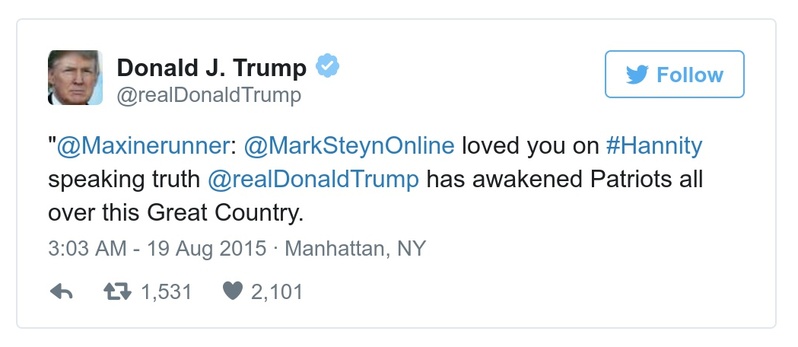 Donald J. Trump
@realDonaldTrump
Follow
"@Maxinerunner: @MarkSteynOnline loved you on #Hannity
speaking truth @realDonaldTrump has awakened Patriots all
over this Great Country.
3:03 AM - 19 Aug 2015 · Manhattan, NY
1,531 2,101